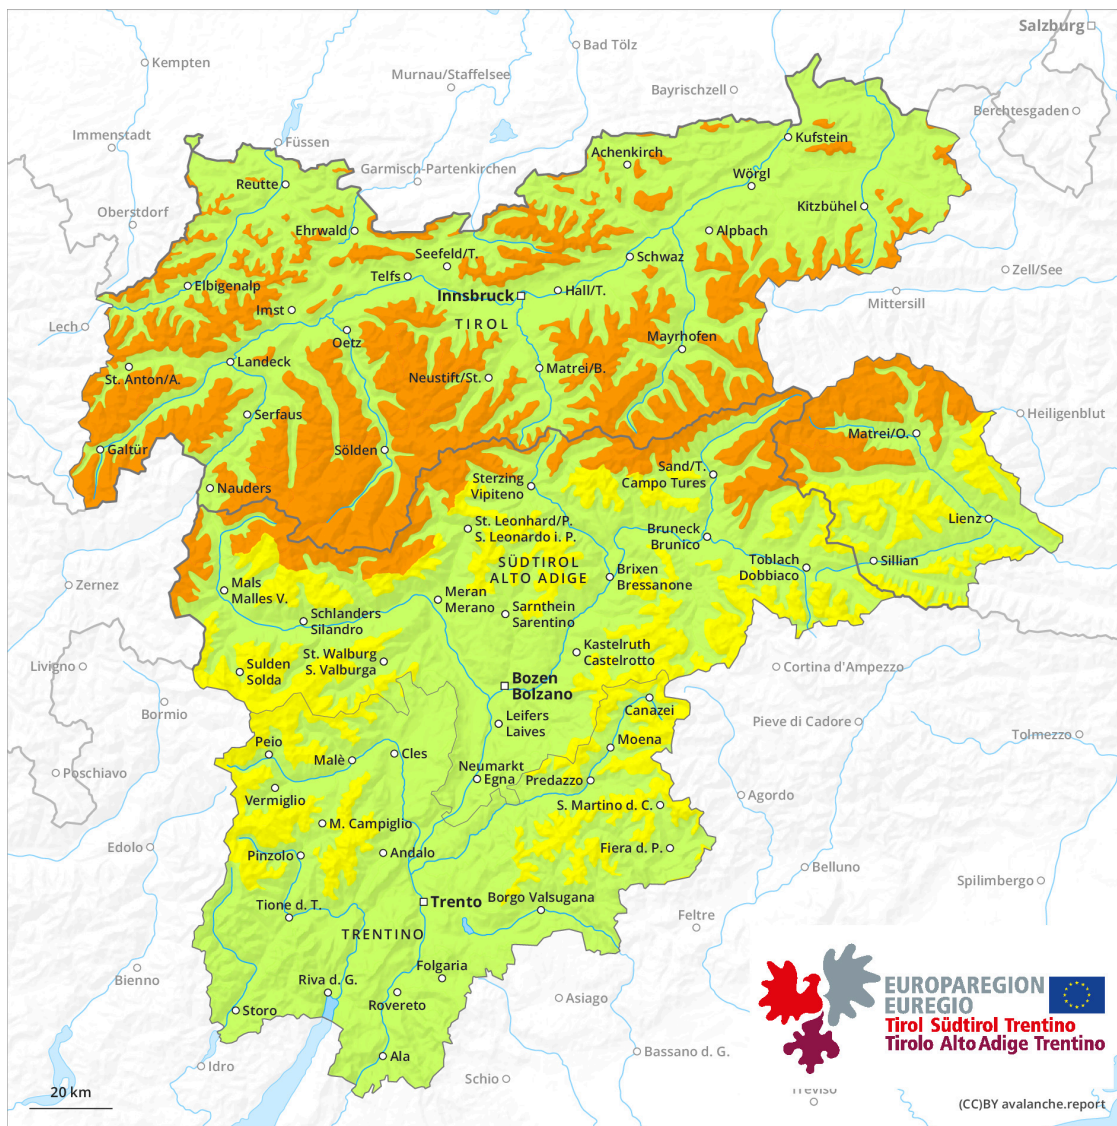 Salzburg
Bad Tölz
Kempten
Murnau/Staffelsee
Bayrischzell
Berchtesgaden
Immenstadt
Füssen
Kufstein
Achenkirch
Garmisch-Partenkirchen
Wörgl
Reutte
Oberstdorf
Kitzbühel
Ehrwald
Alpbach
Seefeld/T.
Schwaz
Telfs
Zell/See
Elbigenalp
Innsbruck
Hall/T.
Mittersill
Imst
TIROL
Lech
Oetz
Mayrhofen
Landeck
Matrei/B.
St. Anton/A.
Neustift/St.
Serfaus
Heiligenblut
Matrei/O.
Galtür
Sölden
Sand/T.
Campo Tures
Sterzing
Vipiteno
Nauders
Lienz
St. Leonhard/P.
S. Leonardo i. P.
Bruneck
Brunico
SÜDTIROL
ALTO ADIGE
Toblach
Dobbiaco
Sillian
Brixen
Bressanone
Zernez
Mals
Malles V.
Meran
Merano
Sarnthein
Sarentino
Schlanders
Silandro
Kastelruth
Castelrotto
St. Walburg
S. Valburga
Livigno
Sulden
Solda
Cortina d'Ampezzo
Bozen
Bolzano
Bormio
Canazei
Leifers
Laives
Pieve di Cadore
Tolmezzo
Peio
Moena
Malè
Cles
Poschiavo
Neumarkt
Egna
Predazzo
Vermiglio
Agordo
S. Martino d. C.
M. Campiglio
Edolo
Pinzolo
Andalo
Fiera d. P.
Belluno
Spilimbergo
Tione d. T.
Trento
Borgo Valsugana
Feltre
TRENTINO
Folgaria
Bienno
Riva d. G.
Rovereto
Asiago
Storo
EUROPAREGION
EUREGIO
Tirol Südtirol Trentino
Tirolo Alto Adige Trentino
Ala
Bassano d. G.
Idro
Schio
Treviso
20 km
(CC)BY avalanche.report